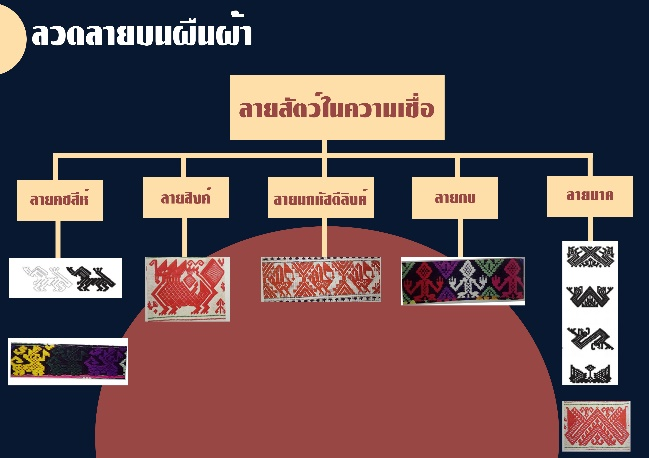 ลวดลายบนผืนผ้า
ลายสัตว์ในความเชื่อ
ลายคชสีห์
ลายสิงค์
ลายนกหัสดีลิงค์
ลายกบ
ลายนาค